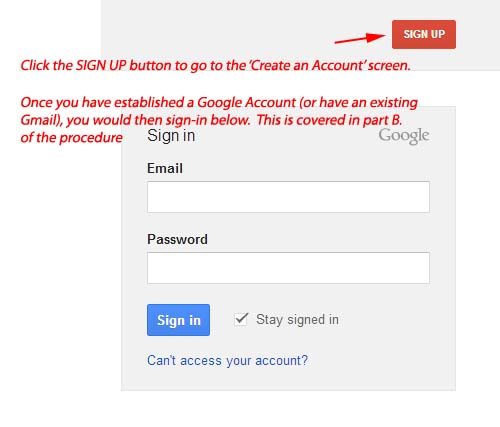 SIGN UP
Click the SIGN UP button to go to the 'Create an Account' screen.
Once you have established a Google Account (or have an existing
Gmail), you would then sign-in below.  This is covered in part B.
of the procedure
Sign in
Google
Email
Password
Sign in
Stay signed in
Can't access your account?